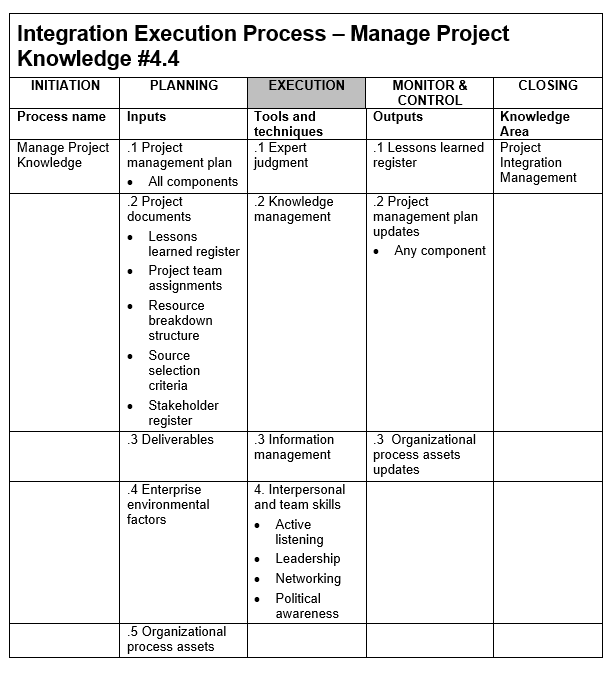 Integration Execution Process – Manage Project
Knowledge #4.4
INITIATION
PLANNING
EXECUTION
MONITOR &
CONTROL
CLOSING
Process name
Inputs
Tools and
techniques
Outputs
Knowledge
Area
Manage Project
Knowledge
.1 Project
management plan
• All components
.1 Expert
judgment
.1 Lessons learned
register
Project
Integration
Management
.2 Project
documents
• Lessons
learned register
• Project team
assignments
• Resource
breakdown
structure
• Source
selection
criteria
• Stakeholder
register
.2 Knowledge
management
.2 Project
management plan
updates
• Any component
.3 Deliverables
.3 Information
management
.3 Organizational
process assets
updates
.4 Enterprise
environmental
factors
4. Interpersonal
and team skills
• Active
listening
• Leadership
• Networking
• Political
awareness
.5 Organizational
process assets